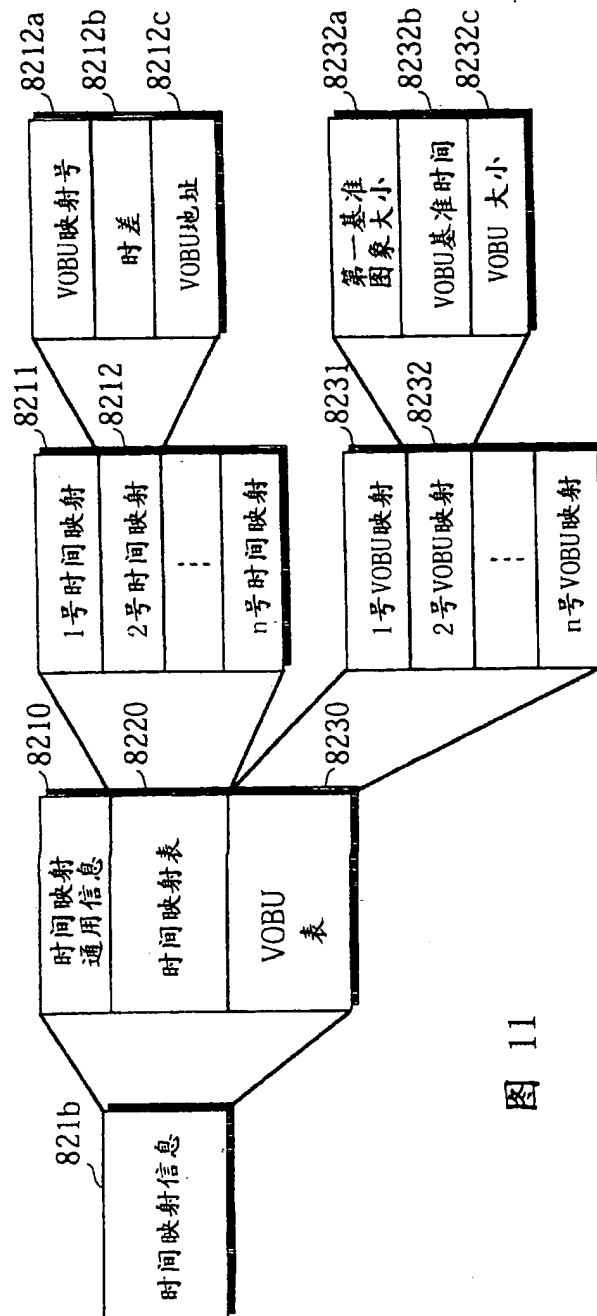 821b
时间映射信息
8210
8220
8230
时间映射
通用信息
时间映射表
VOBU
表
8211
8212
1号时间映射
2号时间映射
n号时间映射
8212a
8212b
8212c
VOBU映射号
时差
VOBU地址
8231
8232
1号VOBU映射
2号VOBU映射
n号VOBU映射
8232a
8232b
8232c
第一基准
图象大小
VOBU基准时间
VOBU 大小
图 11